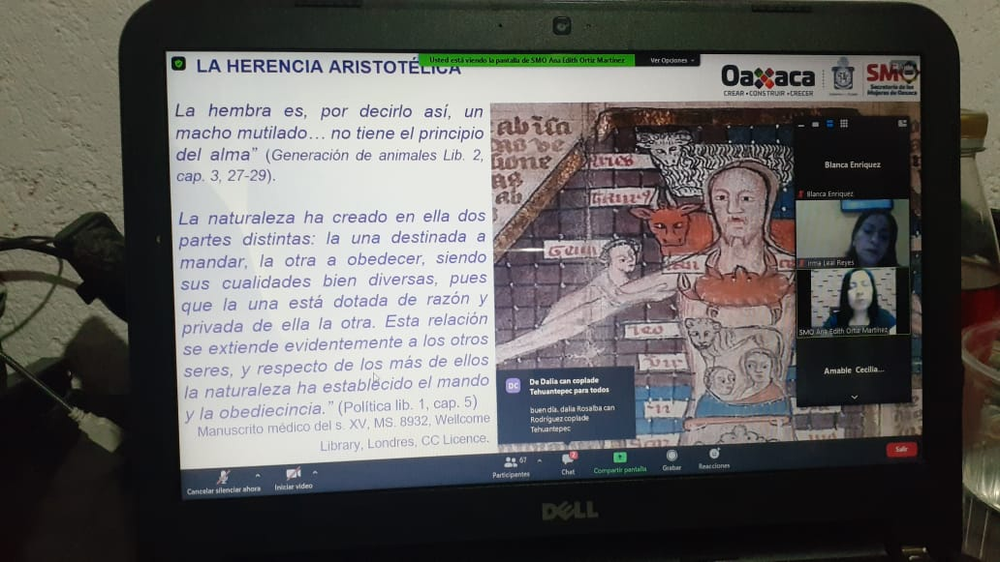 LA HERENCIA ARISTOTÉLICA
Usted está viendo la pantalla de SMO Ana Edith Ortiz Martínez
Ver Opciones
Oaxaca
CREAR • CONSTRUIR • CRECER
SMO
Secretaría de las
Mujeres de Oaxaca
La hembra es, por decirlo así, un
macho mutilado… no tiene el principio
del alma” (Generación de animales Lib. 2,
cap. 3, 27-29).
La naturaleza ha creado en ella dos
partes distintas: la una destinada a
mandar, la otra a obedecer, siendo
sus cualidades bien diversas, pues
que la una está dotada de razón y
privada de ella la otra. Esta relación
se extiende evidentemente a los otros
seres, y respecto de los más de ellos
la naturaleza ha establecido el mando
y la obediecincia.” (Política lib. 1, cap. 5)
Manuscrito médico del s. XV, MS. 8932, Wellcome
Library, Londres, CC Licence.
leo
Blanca Enriquez
Blanca Enriquez
Irma Leal Reyes
SMO Ana Edith Ortiz Martínez
Amable Cecilia...
DC
De Dalia can coplade
Tehuantepec para todos
buen día. dalia Rosalba can
Rodríguez coplade
Tehuantepec
Cancelar silenciar ahora
Iniciar video
67
Participantes
2
Chat
Compartir pantalla
Grabar
Reacciones
Salir
DELL